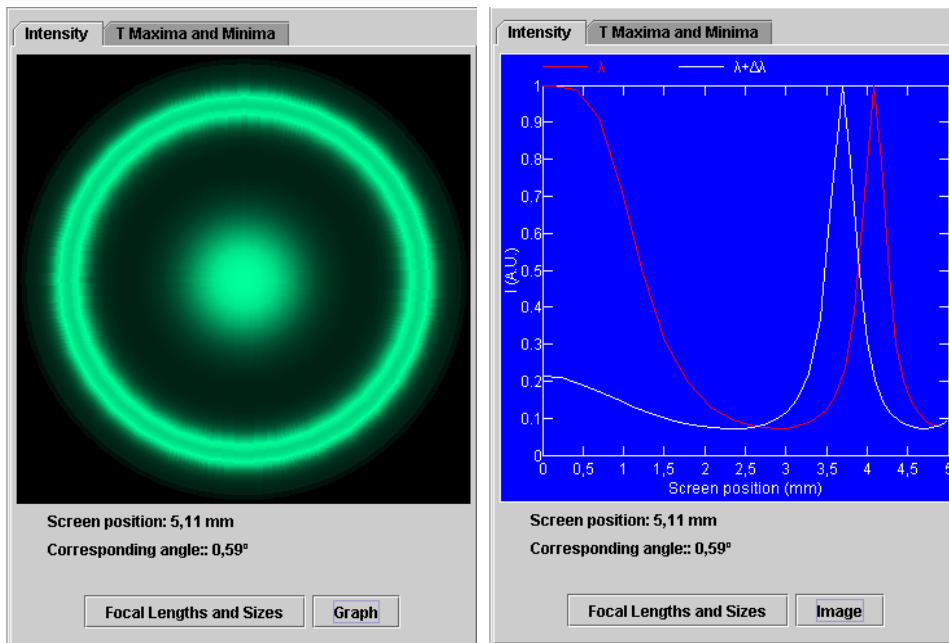 Intensity
T Maxima and Minima
Screen position: 5,11 mm
Corresponding angle:: 0,59º
Focal Lengths and Sizes
Graph
Intensity
T Maxima and Minima
λ
λ+Δλ
1
0.9
0.8
0.7
0.6
0.5
0.4
0.3
0.2
0.1
0
I (A.U.)
0 0,5 1 1,5 2 2,5 3 3,5 4 4,5 5
Screen position (mm)
Screen position: 5,11 mm
Corresponding angle:: 0,59º
Focal Lengths and Sizes
Image